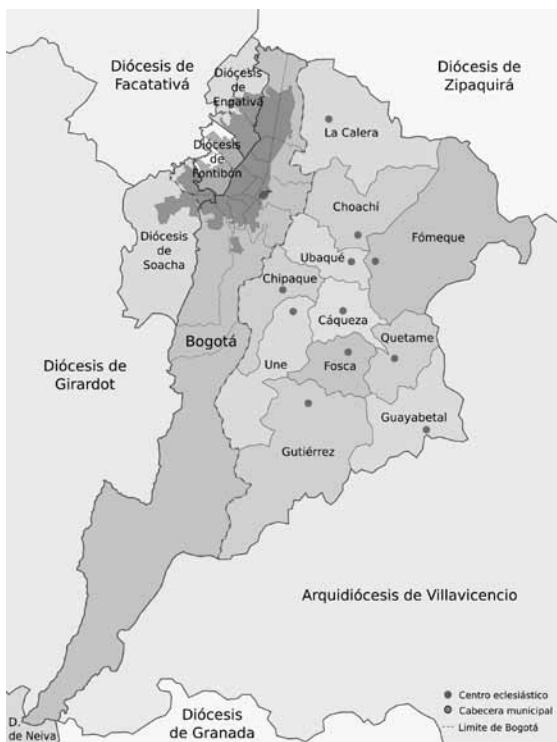 Diócesis de
Facatativá
Diócesis
de
Engativá
Diócesis de
Zipaquirá
La Calera
Diócesis
de
Fontibón
Choachí
Fómeque
Diócesis
de
Soacha
Ubaqué
Chipaque
Cáqueza
Bogotá
Quetame
Diócesis de
Girardot
Une
Fosca
Guayabetal
Gutiérrez
Arquidiócesis de Villavicencio
D.
de Neiva
Diócesis
de Granada
Centro eclesiástico
Cabecera municipal
Limite de Bogotá